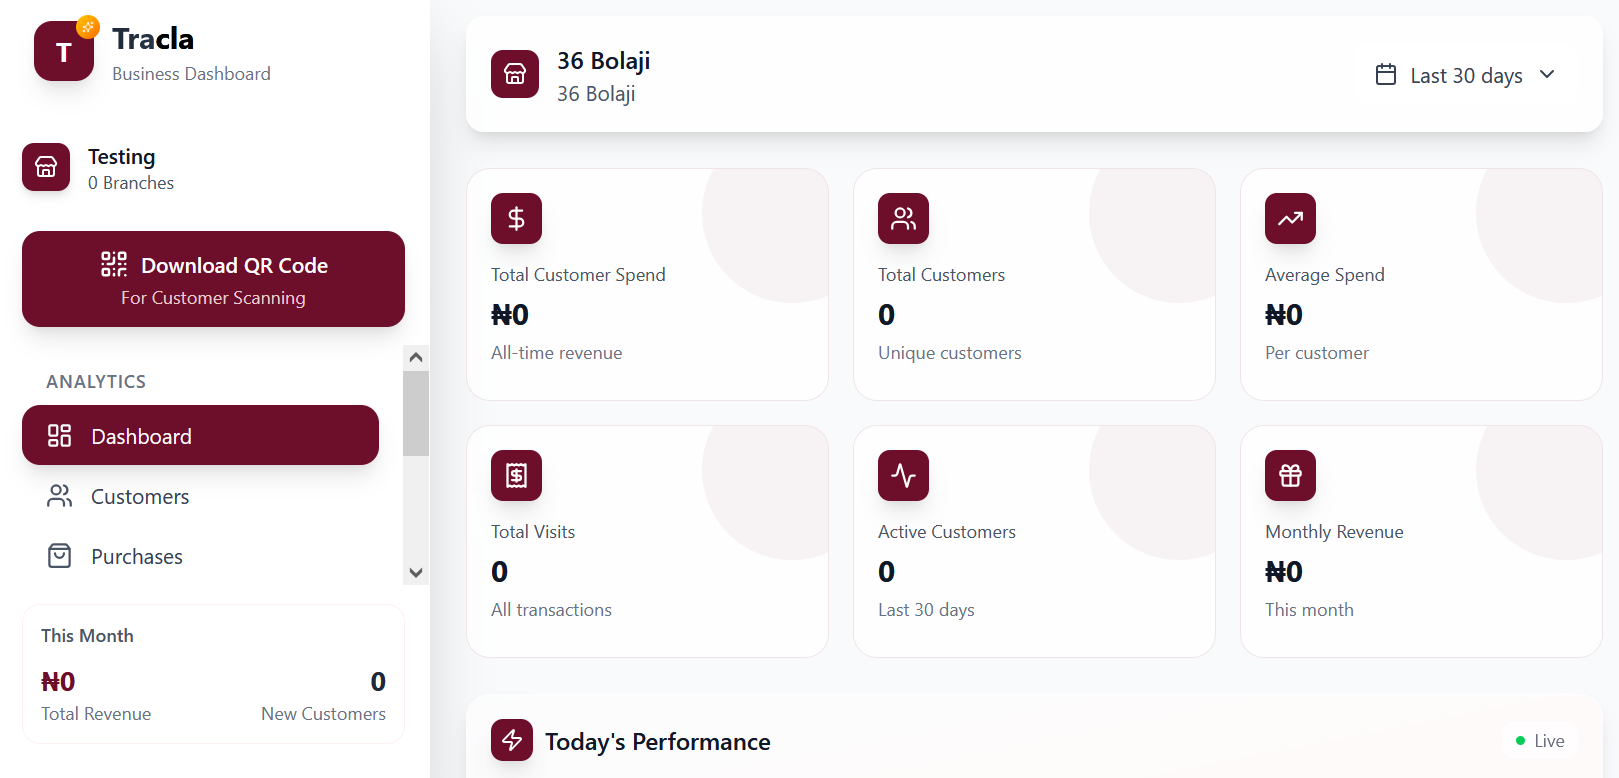 T
Tracla
Business Dashboard
Testing
0 Branches
Download QR Code
For Customer Scanning
ANALYTICS
Dashboard
Customers
Purchases
This Month
₦0
Total Revenue
0
New Customers
36 Bolaji
36 Bolaji
Last 30 days
Total Customer Spend
₦0
All-time revenue
Total Customers
0
Unique customers
Average Spend
₦0
Per customer
Total Visits
0
All transactions
Active Customers
0
Last 30 days
Monthly Revenue
₦0
This month
Today's Performance
Live